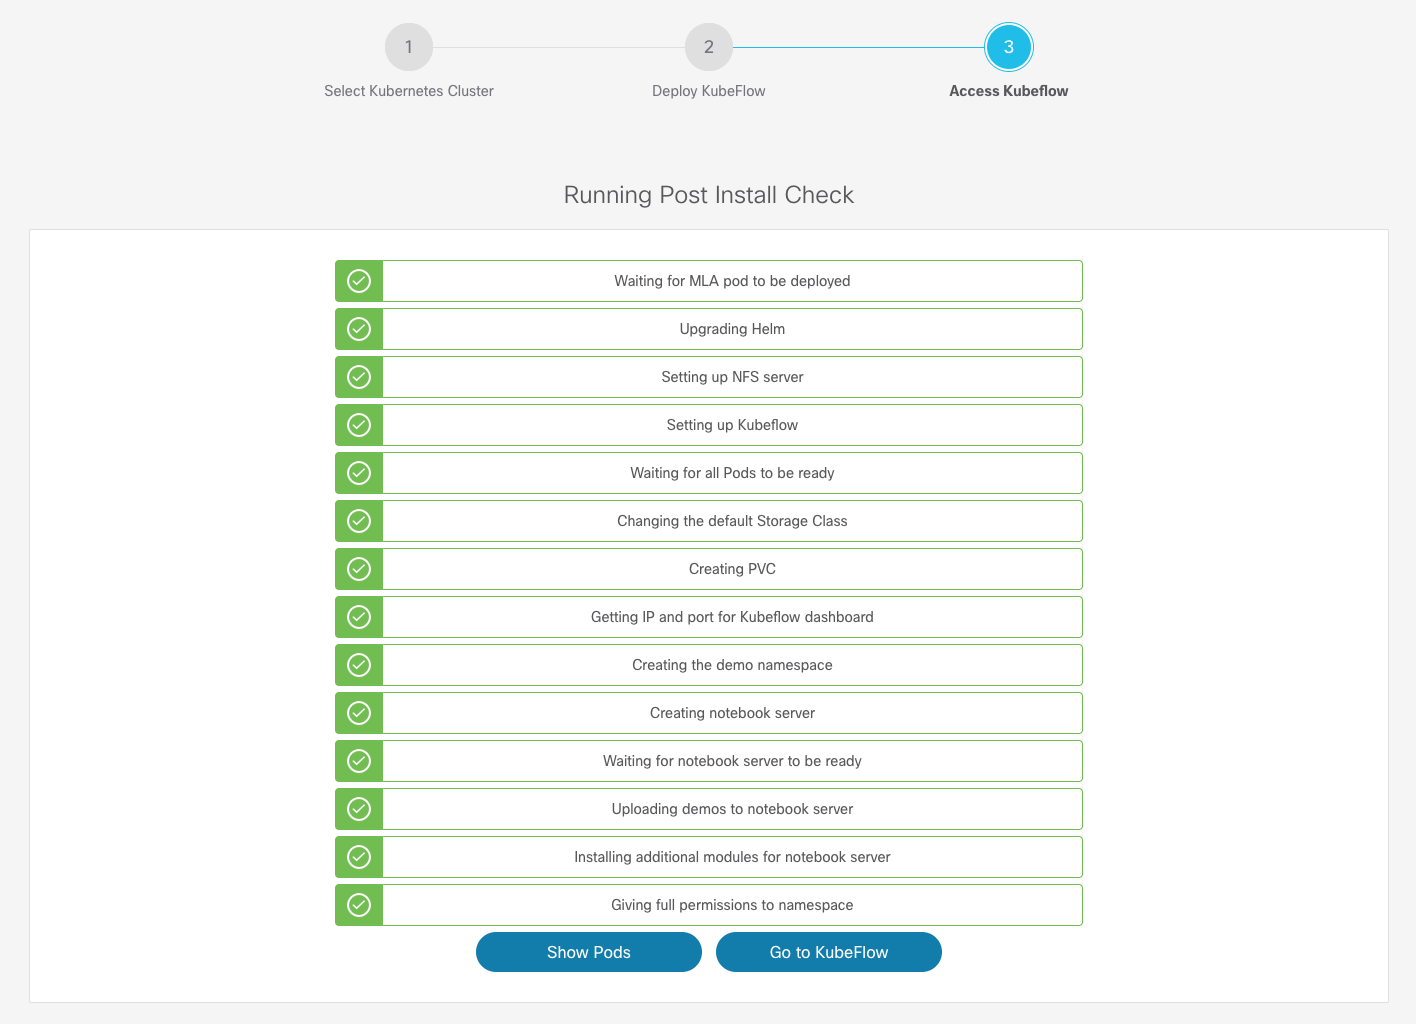 1
2
3
Select Kubernetes Cluster
Deploy KubeFlow
Access Kubeflow
Running Post Install Check
Waiting for MLA pod to be deployed
Upgrading Helm
Setting up NFS server
Setting up Kubeflow
Waiting for all Pods to be ready
Changing the default Storage Class
Creating PVC
Getting IP and port for Kubeflow dashboard
Creating the demo namespace
Creating notebook server
Waiting for notebook server to be ready
Uploading demos to notebook server
Installing additional modules for notebook server
Giving full permissions to namespace
Show Pods
Go to KubeFlow